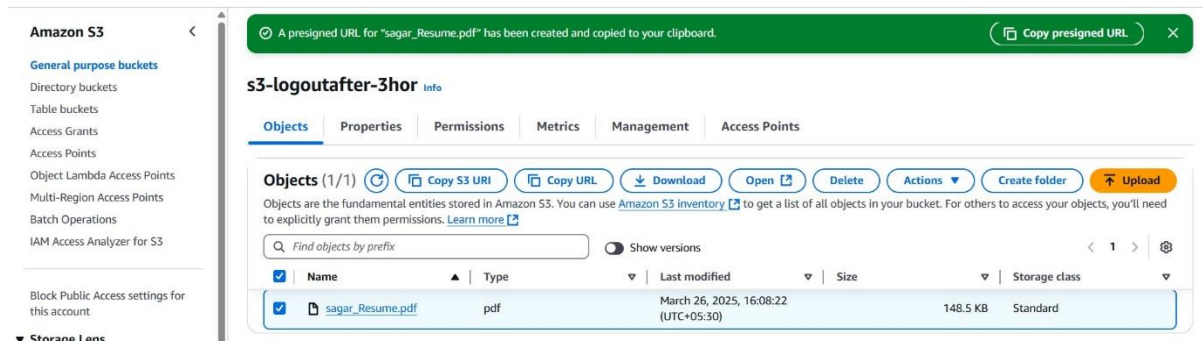 Amazon S3
General purpose buckets
Directory buckets
Table buckets
Access Grants
Access Points
Object Lambda Access Points
Multi-Region Access Points
Batch Operations
IAM Access Analyzer for S3
Block Public Access settings for
this account
Storage Lens
A presigned URL for "sagar_Resume.pdf" has been created and copied to your clipboard.
Copy presigned URL
s3-logoutafter-3hor Info
Objects Properties Permissions Metrics Management Access Points
Objects (1/1) Copy S3 URI Copy URL Download Open Delete Actions Create folder Upload
Objects are the fundamental entities stored in Amazon S3. You can use Amazon S3 inventory to get a list of all objects in your bucket. For others to access your objects, you'll need
to explicitly grant them permissions. Learn more
Find objects by prefix Show versions 1
Name Type Last modified Size Storage class
sagar_Resume.pdf pdf March 26, 2025, 16:08:22 148.5 KB Standard
(UTC+05:30)